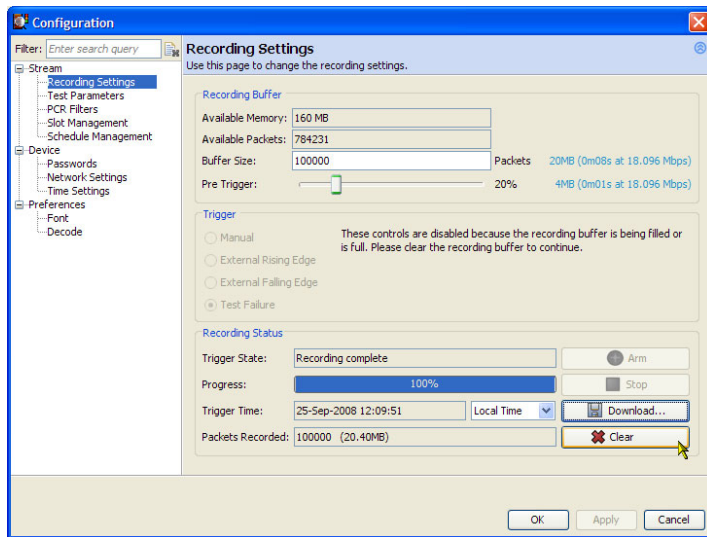 Configuration
Filter: Enter search query
Stream
Recording Settings
Test Parameters
PCR Filters
Slot Management
Schedule Management
Device
Passwords
Network Settings
Time Settings
Preferences
Font
Decode
Recording Settings
Use this page to change the recording settings.
Recording Buffer
Available Memory: 160 MB
Available Packets: 784231
Buffer Size: 100000 Packets 20MB (0m08s at 18.096 Mbps)
Pre Trigger: 20% 4MB (0m01s at 18.096 Mbps)
Trigger
Manual
External Rising Edge
External Falling Edge
Test Failure
These controls are disabled because the recording buffer is being filled or
is full. Please clear the recording buffer to continue.
Recording Status
Trigger State: Recording complete Arm
Progress: 100% Stop
Trigger Time: 25-Sep-2008 12:09:51 Local Time Download...
Packets Recorded: 100000 (20.40MB) Clear
OK Apply Cancel